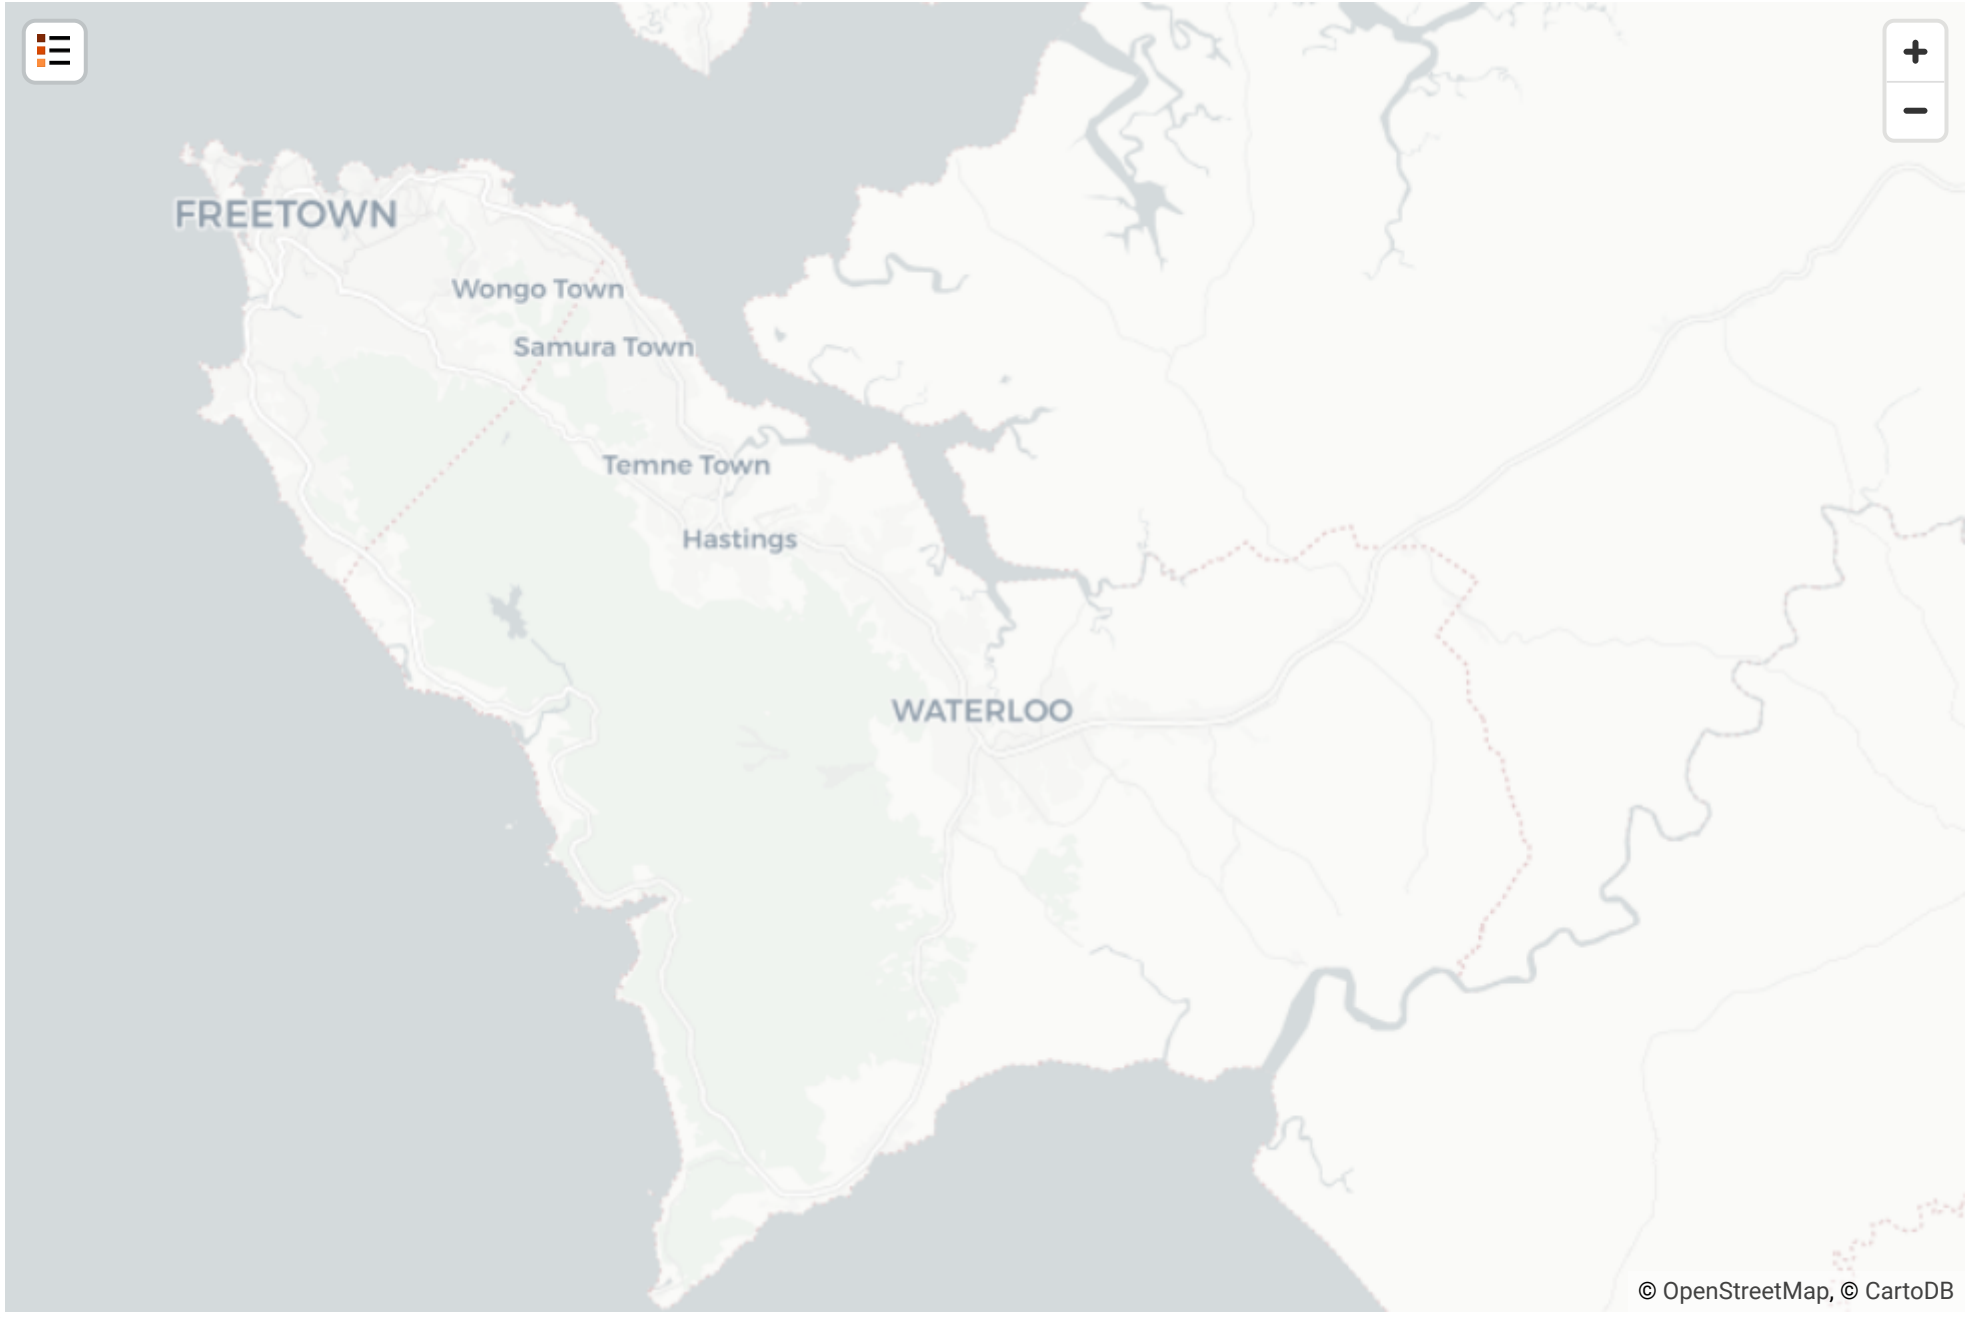 FREETOWN
Wongo Town
Samura Town
Temne Town
Hastings
WATERLOO
© OpenStreetMap, © CartoDB